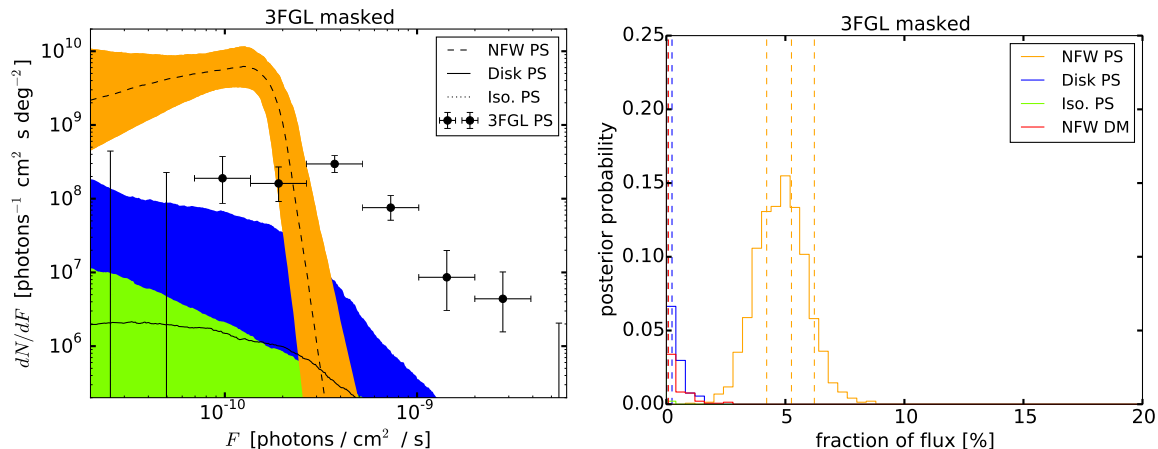 3FGL masked
dN/dF [photons⁻¹ cm² s deg⁻²]
10¹⁰
10⁹
10⁸
10⁷
10⁶
NFW PS
Disk PS
Iso. PS
3FGL PS
10⁻¹⁰ 10⁻⁹
F [photons / cm² / s]
3FGL masked
posterior probability
0.25
0.20
0.15
0.10
0.05
0.00
NFW PS
Disk PS
Iso. PS
NFW DM
0 5 10 15 20
fraction of flux [%]